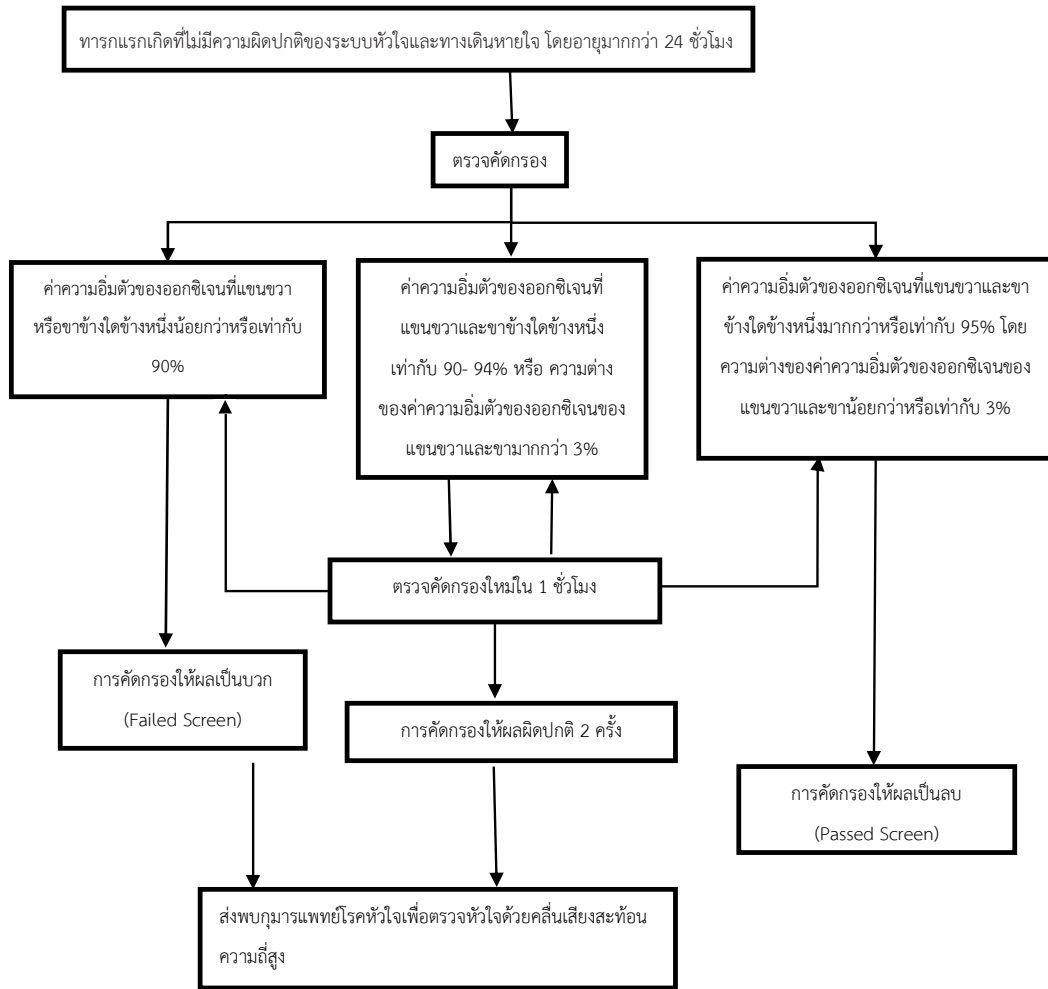 ทารกแรกเกิดที่ไม่มีความผิดปกติของระบบหัวใจและทางเดินหายใจ โดยอายุมากกว่า 24 ชั่วโมง
ตรวจคัดกรอง
ค่าความอิ่มตัวของออกซิเจนที่แขนขวา
หรือขาข้างใดข้างหนึ่งน้อยกว่าหรือเท่ากับ
90%
ค่าความอิ่มตัวของออกซิเจนที่
แขนขวาและขาข้างใดข้างหนึ่ง
เท่ากับ 90- 94% หรือ ความต่าง
ของค่าความอิ่มตัวของออกซิเจนของ
แขนขวาและขามากกว่า 3%
ค่าความอิ่มตัวของออกซิเจนที่แขนขวาและขา
ข้างใดข้างหนึ่งมากกว่าหรือเท่ากับ 95% โดย
ความต่างของค่าความอิ่มตัวของออกซิเจนของ
แขนขวาและขาน้อยกว่าหรือเท่ากับ 3%
ตรวจคัดกรองใหม่ใน 1 ชั่วโมง
การคัดกรองให้ผลเป็นบวก
(Failed Screen)
การคัดกรองให้ผลผิดปกติ 2 ครั้ง
การคัดกรองให้ผลเป็นลบ
(Passed Screen)
ส่งพบกุมารแพทย์โรคหัวใจเพื่อตรวจหัวใจด้วยคลื่นเสียงสะท้อน
ความถี่สูง